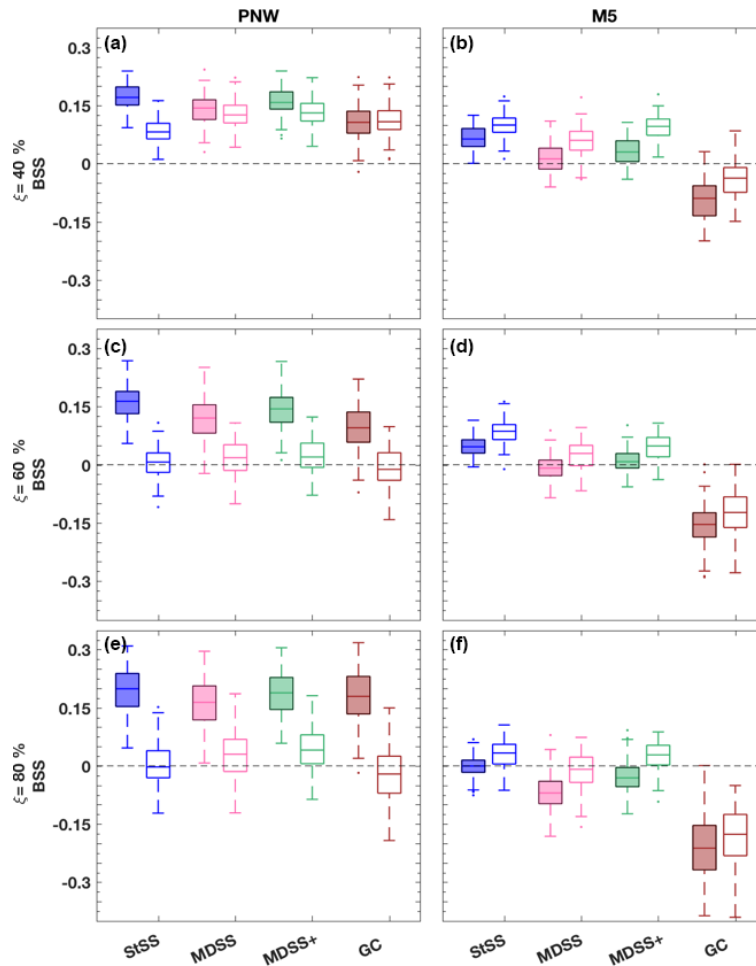 PNW M5
(a) (b)
0.3
0.15
0
-0.15
-0.3
ξ= 40 %
BSS
(c) (d)
0.3
0.15
0
-0.15
-0.3
ξ= 60 %
BSS
(e) (f)
0.3
0.15
0
-0.15
-0.3
ξ= 80 %
BSS
StSS MDSS MDSS+ GC StSS MDSS MDSS+ GC